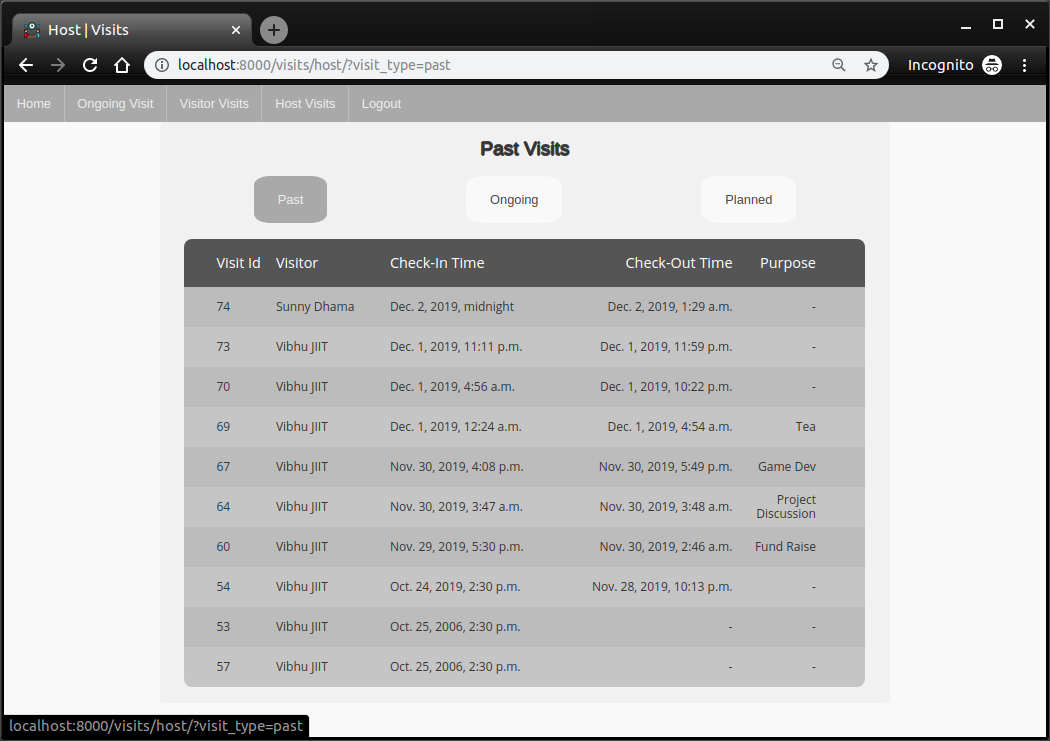 Host | Visits
localhost:8000/visits/host/?visit_type=past
Incognito
Home Ongoing Visit Visitor Visits Host Visits Logout
Past Visits
Past Ongoing Planned
Visit Id Visitor Check-In Time Check-Out Time Purpose
74 Sunny Dhama Dec. 2, 2019, midnight Dec. 2, 2019, 1:29 a.m. -
73 Vibhu JIIT Dec. 1, 2019, 11:11 p.m. Dec. 1, 2019, 11:59 p.m. -
70 Vibhu JIIT Dec. 1, 2019, 4:56 a.m. Dec. 1, 2019, 10:22 p.m. -
69 Vibhu JIIT Dec. 1, 2019, 12:24 a.m. Dec. 1, 2019, 4:54 a.m. Tea
67 Vibhu JIIT Nov. 30, 2019, 4:08 p.m. Nov. 30, 2019, 5:49 p.m. Game Dev
64 Vibhu JIIT Nov. 30, 2019, 3:47 a.m. Nov. 30, 2019, 3:48 a.m. Project
Discussion
60 Vibhu JIIT Nov. 29, 2019, 5:30 p.m. Nov. 30, 2019, 2:46 a.m. Fund Raise
54 Vibhu JIIT Oct. 24, 2019, 2:30 p.m. Nov. 28, 2019, 10:13 p.m. -
53 Vibhu JIIT Oct. 25, 2006, 2:30 p.m. - -
57 Vibhu JIIT Oct. 25, 2006, 2:30 p.m. - -
localhost:8000/visits/host/?visit_type=past